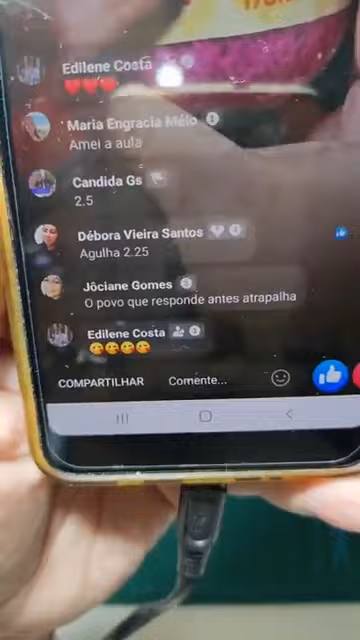 Edilene Costa
Maria Engracia Mélo
Amei a aula
Candida Gs
2.5
Débora Vieira Santos
Agulha 2.25
Jôciane Gomes
O povo que responde antes atrapalha
Edilene Costa
COMPARTILHAR Comente...